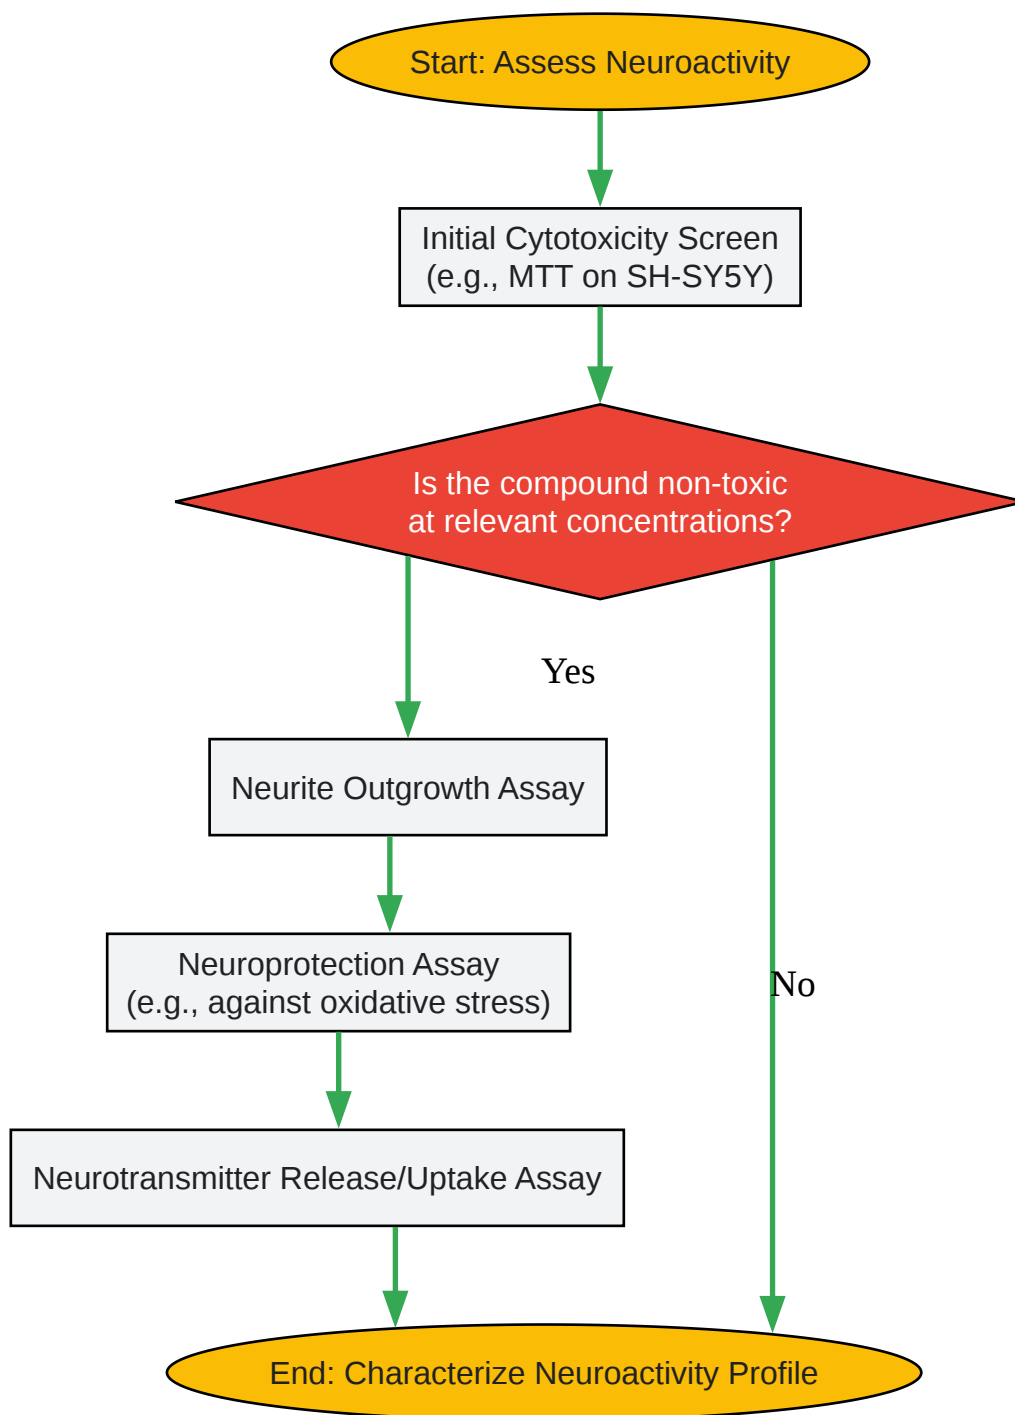 Start: Assess Neuroactivity
Initial Cytotoxicity Screen
(e.g., MTT on SH-SY5Y)
Is the compound non-toxic
at relevant concentrations?
Yes
Neurite Outgrowth Assay
Neuroprotection Assay
(e.g., against oxidative stress)
No
Neurotransmitter Release/Uptake Assay
End: Characterize Neuroactivity Profile